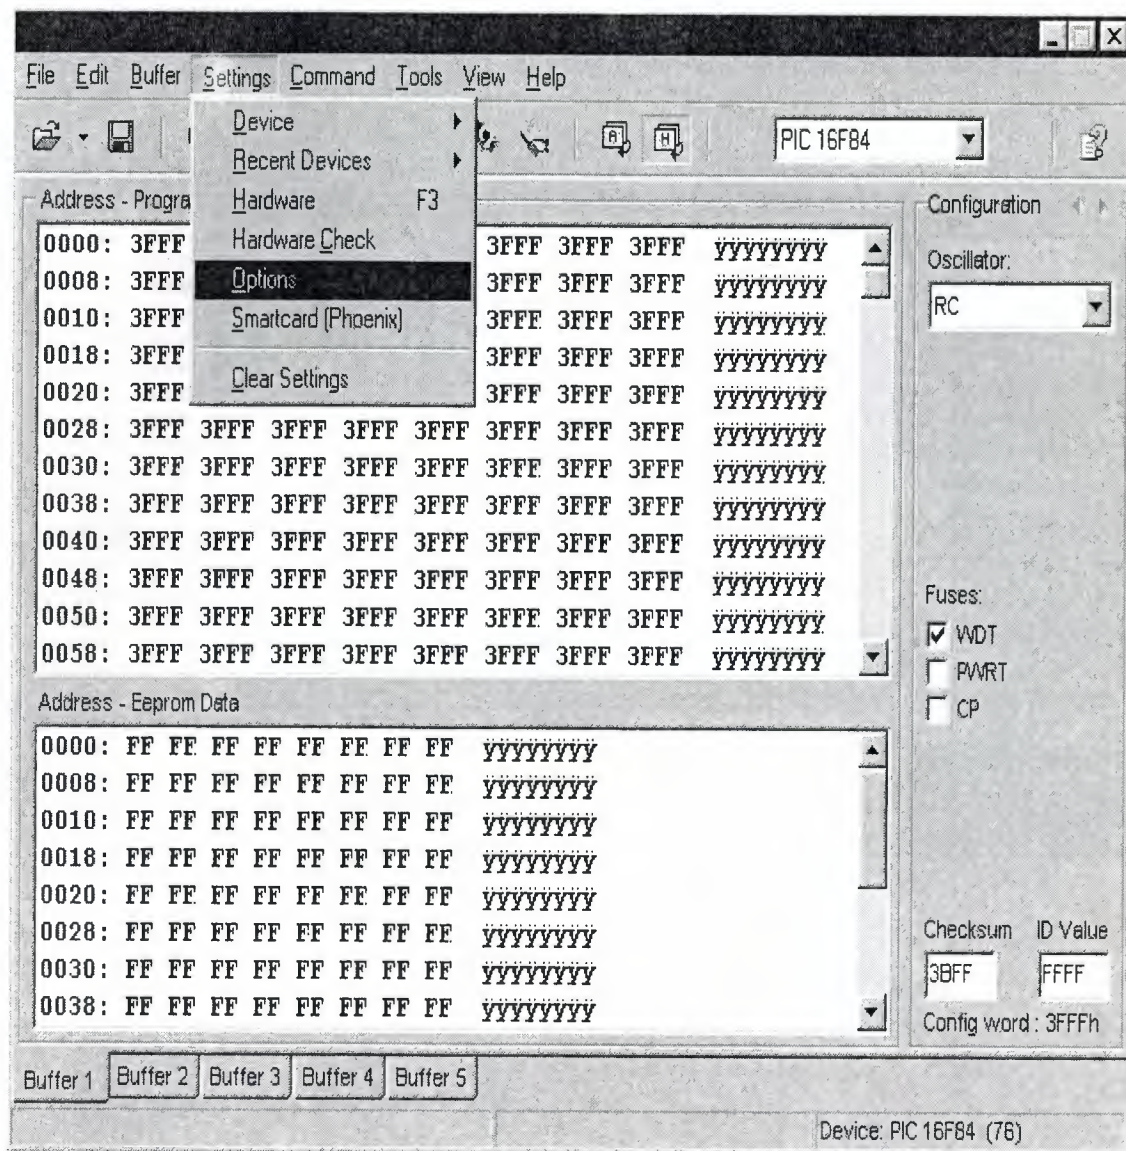 File Edit Buffer Settings Command Tools View Help
Device
Recent Devices
Hardware F3
Hardware Check
Options
Smartcard (Phoenix)
Clear Settings
PIC 16F84
Address - Progra
0000: 3FFF 3FFF 3FFF 3FFF ÿÿÿÿÿÿÿÿ
0008: 3FFF 3FFF 3FFF 3FFF ÿÿÿÿÿÿÿÿ
0010: 3FFF 3FFF 3FFF 3FFF ÿÿÿÿÿÿÿÿ
0018: 3FFF 3FFF 3FFF 3FFF ÿÿÿÿÿÿÿÿ
0020: 3FFF 3FFF 3FFF 3FFF ÿÿÿÿÿÿÿÿ
0028: 3FFF 3FFF 3FFF 3FFF 3FFF 3FFF 3FFF 3FFF ÿÿÿÿÿÿÿÿ
0030: 3FFF 3FFF 3FFF 3FFF 3FFF 3FFF 3FFF 3FFF ÿÿÿÿÿÿÿÿ
0038: 3FFF 3FFF 3FFF 3FFF 3FFF 3FFF 3FFF 3FFF ÿÿÿÿÿÿÿÿ
0040: 3FFF 3FFF 3FFF 3FFF 3FFF 3FFF 3FFF 3FFF ÿÿÿÿÿÿÿÿ
0048: 3FFF 3FFF 3FFF 3FFF 3FFF 3FFF 3FFF 3FFF ÿÿÿÿÿÿÿÿ
0050: 3FFF 3FFF 3FFF 3FFF 3FFF 3FFF 3FFF 3FFF ÿÿÿÿÿÿÿÿ
0058: 3FFF 3FFF 3FFF 3FFF 3FFF 3FFF 3FFF 3FFF ÿÿÿÿÿÿÿÿ
Address - Eeprom Data
0000: FF FF FF FF FF FF FF FF ÿÿÿÿÿÿÿÿ
0008: FF FF FF FF FF FF FF FF ÿÿÿÿÿÿÿÿ
0010: FF FF FF FF FF FF FF FF ÿÿÿÿÿÿÿÿ
0018: FF FF FF FF FF FF FF FF ÿÿÿÿÿÿÿÿ
0020: FF FF FF FF FF FF FF FF ÿÿÿÿÿÿÿÿ
0028: FF FF FF FF FF FF FF FF ÿÿÿÿÿÿÿÿ
0030: FF FF FF FF FF FF FF FF ÿÿÿÿÿÿÿÿ
0038: FF FF FF FF FF FF FF FF ÿÿÿÿÿÿÿÿ
Configuration
Oscillator:
RC
Fuses:
WDT
PWRT
CP
Checksum ID Value
3BFF FFFF
Config word : 3FFFh
Buffer 1 Buffer 2 Buffer 3 Buffer 4 Buffer 5
Device: PIC 16F84 (76)